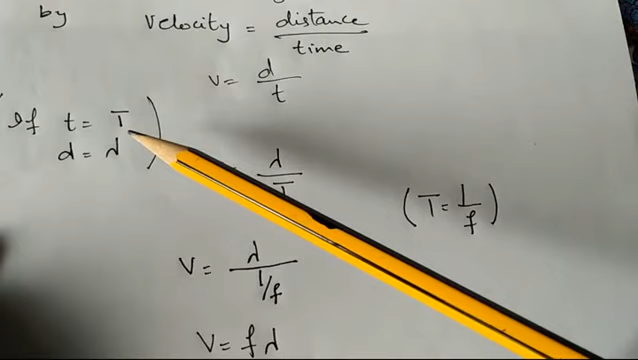 by Velocity = distance / time
v = d / t
If t = T
d = λ
λ / T
(T = 1/f)
V = λ / 1/f
V = f λ